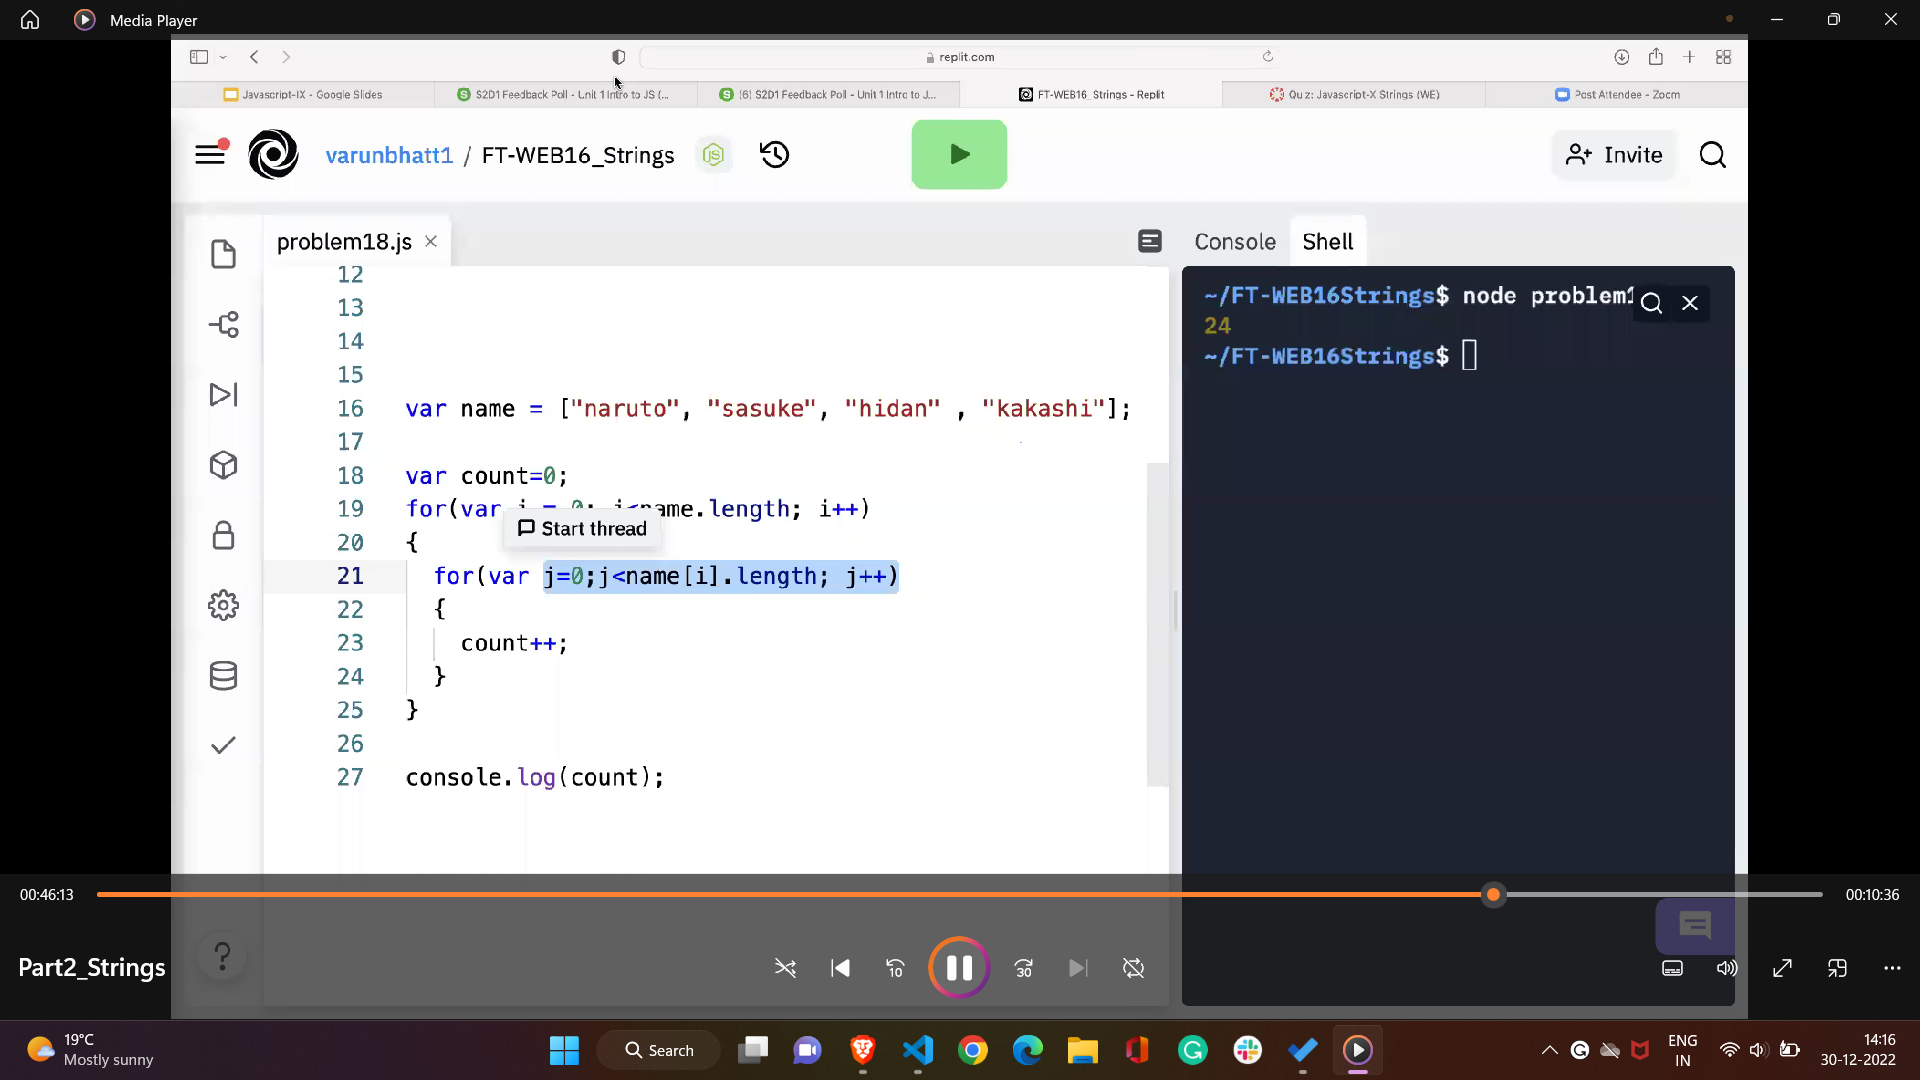 Media Player
replit.com
Javascript-IX - Google Slides
S2D1 Feedback Poll - Unit 1 Intro to JS (...
(6) S2D1 Feedback Poll - Unit 1 Intro to J...
FT-WEB16_Strings - Replit
Quiz: Javascript-X Strings (WE)
Post Attendee - Zoom
varunbhatt1 / FT-WEB16_Strings
Invite
problem18.js
Console
Shell
12
13
14
15
16 var name = ["naruto", "sasuke", "hidan" , "kakashi"];
17
18 var count=0;
19 for(var i = 0; i<name.length; i++)
Start thread
20 {
21 for(var j=0;j<name[i].length; j++)
22 {
23 count++;
24 }
25 }
26
27 console.log(count);
~/FT-WEB16Strings$ node problem1
24
~/FT-WEB16Strings$
00:46:13
00:10:36
Part2_Strings
10
30
19°C
Mostly sunny
Search
ENG
IN
14:16
30-12-2022